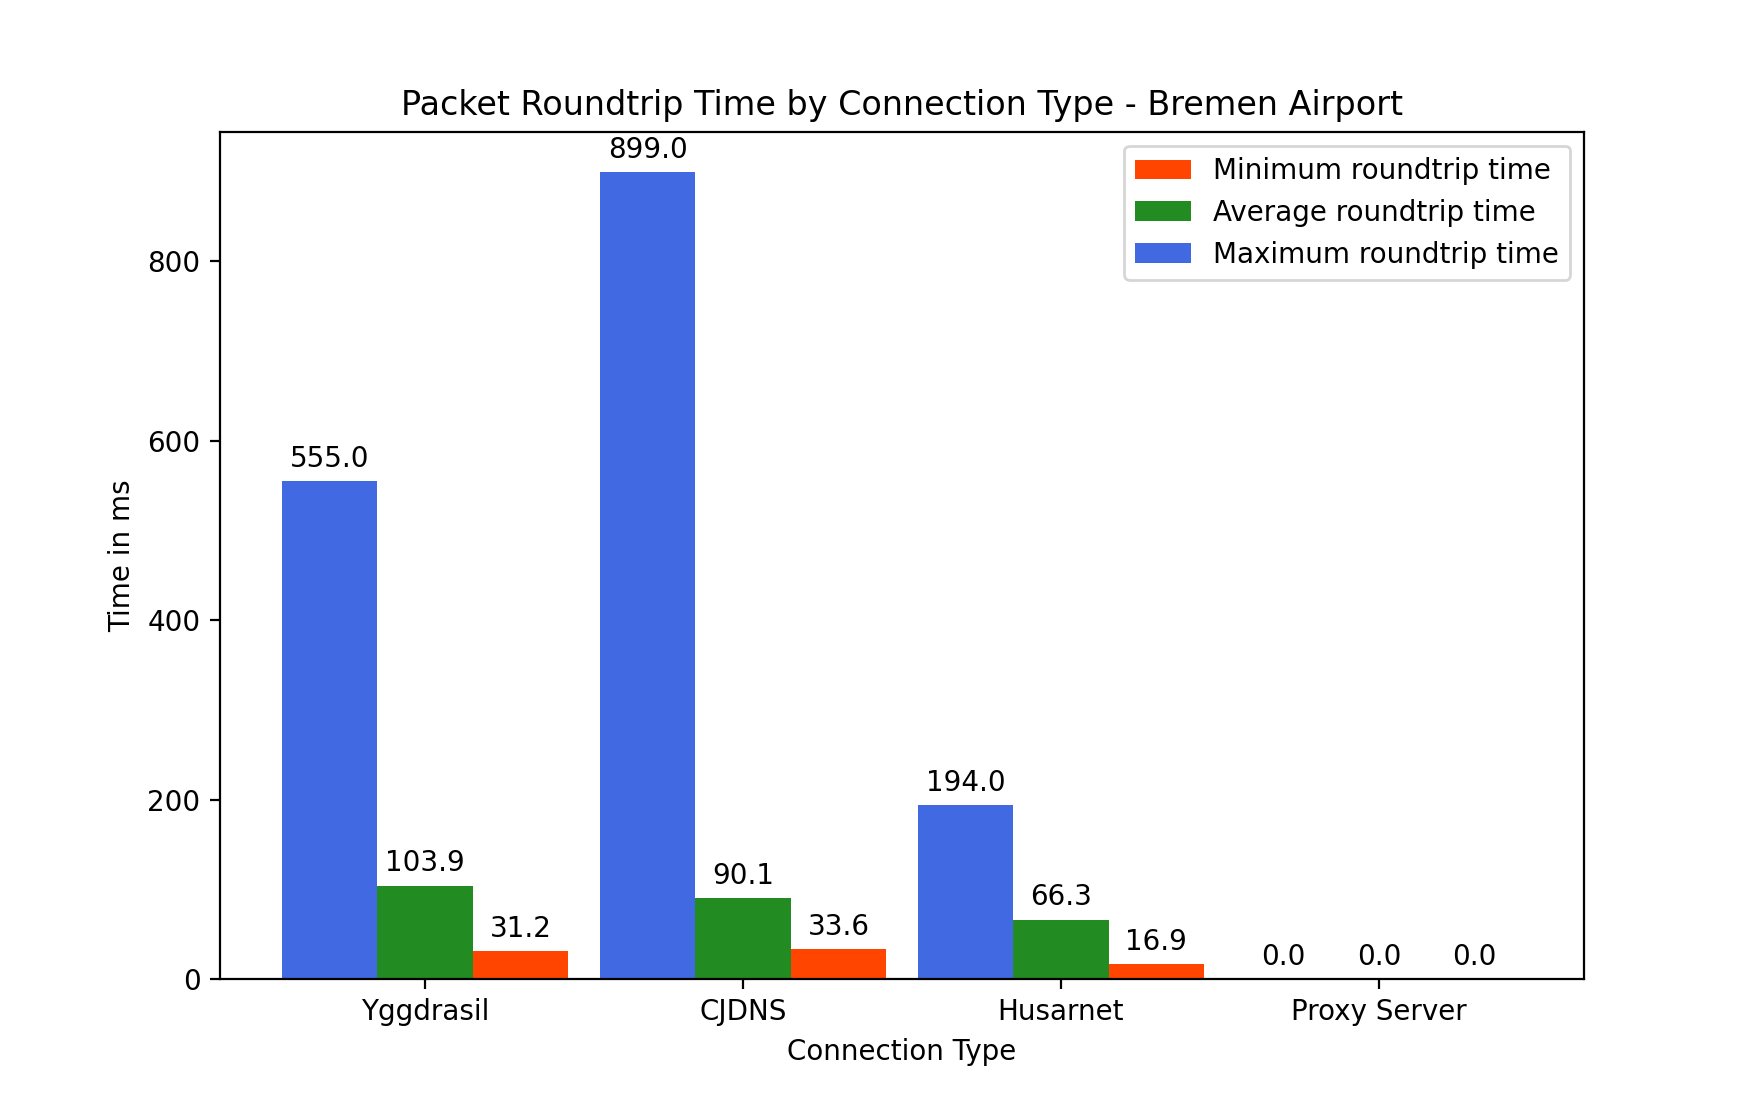 Packet Roundtrip Time by Connection Type - Bremen Airport
Minimum roundtrip time
Average roundtrip time
Maximum roundtrip time
899.0
555.0
194.0
103.9
90.1
66.3
31.2
33.6
16.9
0.0 0.0 0.0
800
600
400
200
0
Time in ms
Yggdrasil CJDNS Husarnet Proxy Server
Connection Type